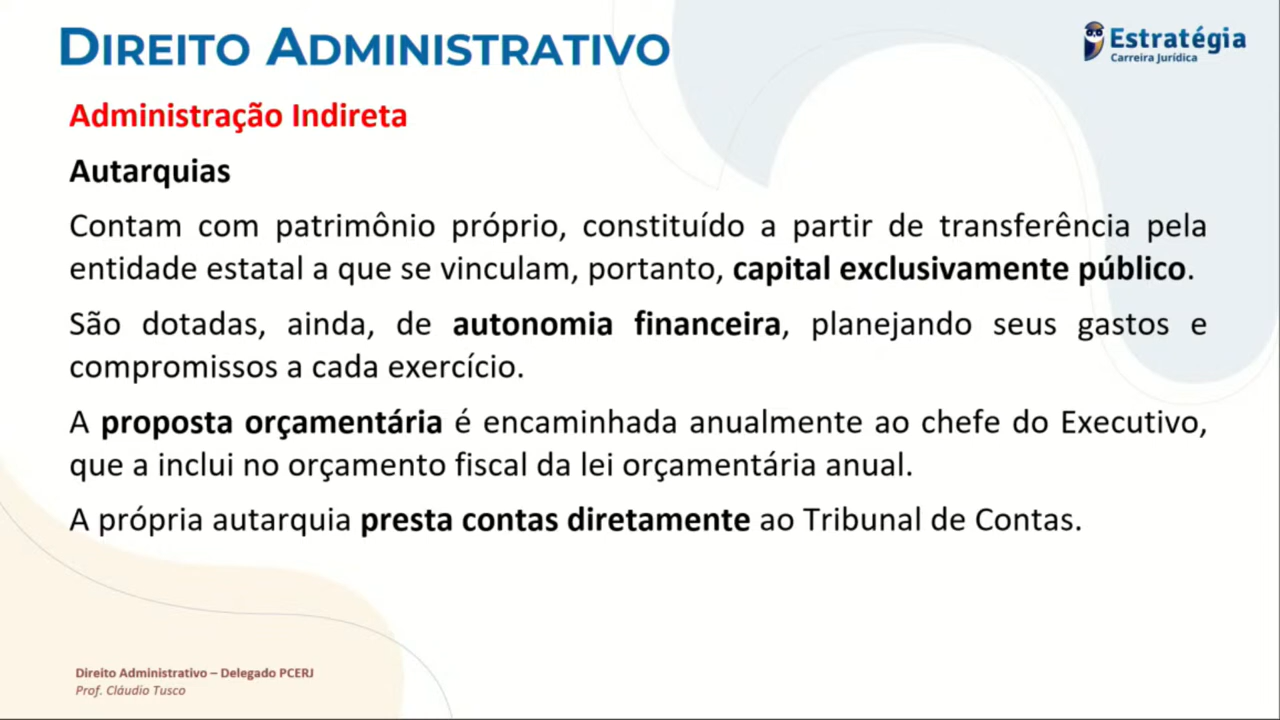 DIREITO ADMINISTRATIVO
Estratégia
Carreira Jurídica
Administração Indireta
Autarquias
Contam com patrimônio próprio, constituído a partir de transferência pela
entidade estatal a que se vinculam, portanto, capital exclusivamente público.
São dotadas, ainda, de autonomia financeira, planejando seus gastos e
compromissos a cada exercício.
A proposta orçamentária é encaminhada anualmente ao chefe do Executivo,
que a inclui no orçamento fiscal da lei orçamentária anual.
A própria autarquia presta contas diretamente ao Tribunal de Contas.
Direito Administrativo – Delegado PCERJ
Prof. Cláudio Tusco